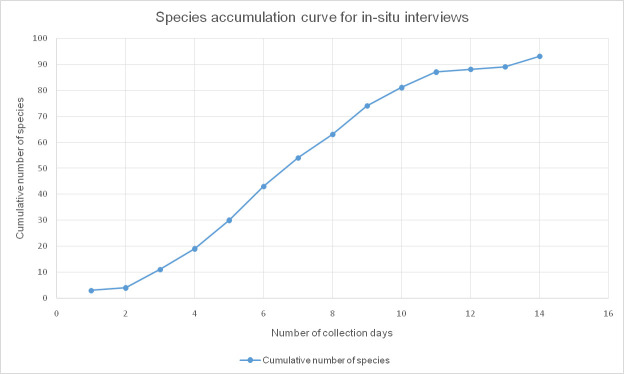 Species accumulation curve for in-situ interviews
100
90
80
70
60
50
40
30
20
10
0
Cumulative number of species
0 2 4 6 8 10 12 14 16
Number of collection days
Cumulative number of species